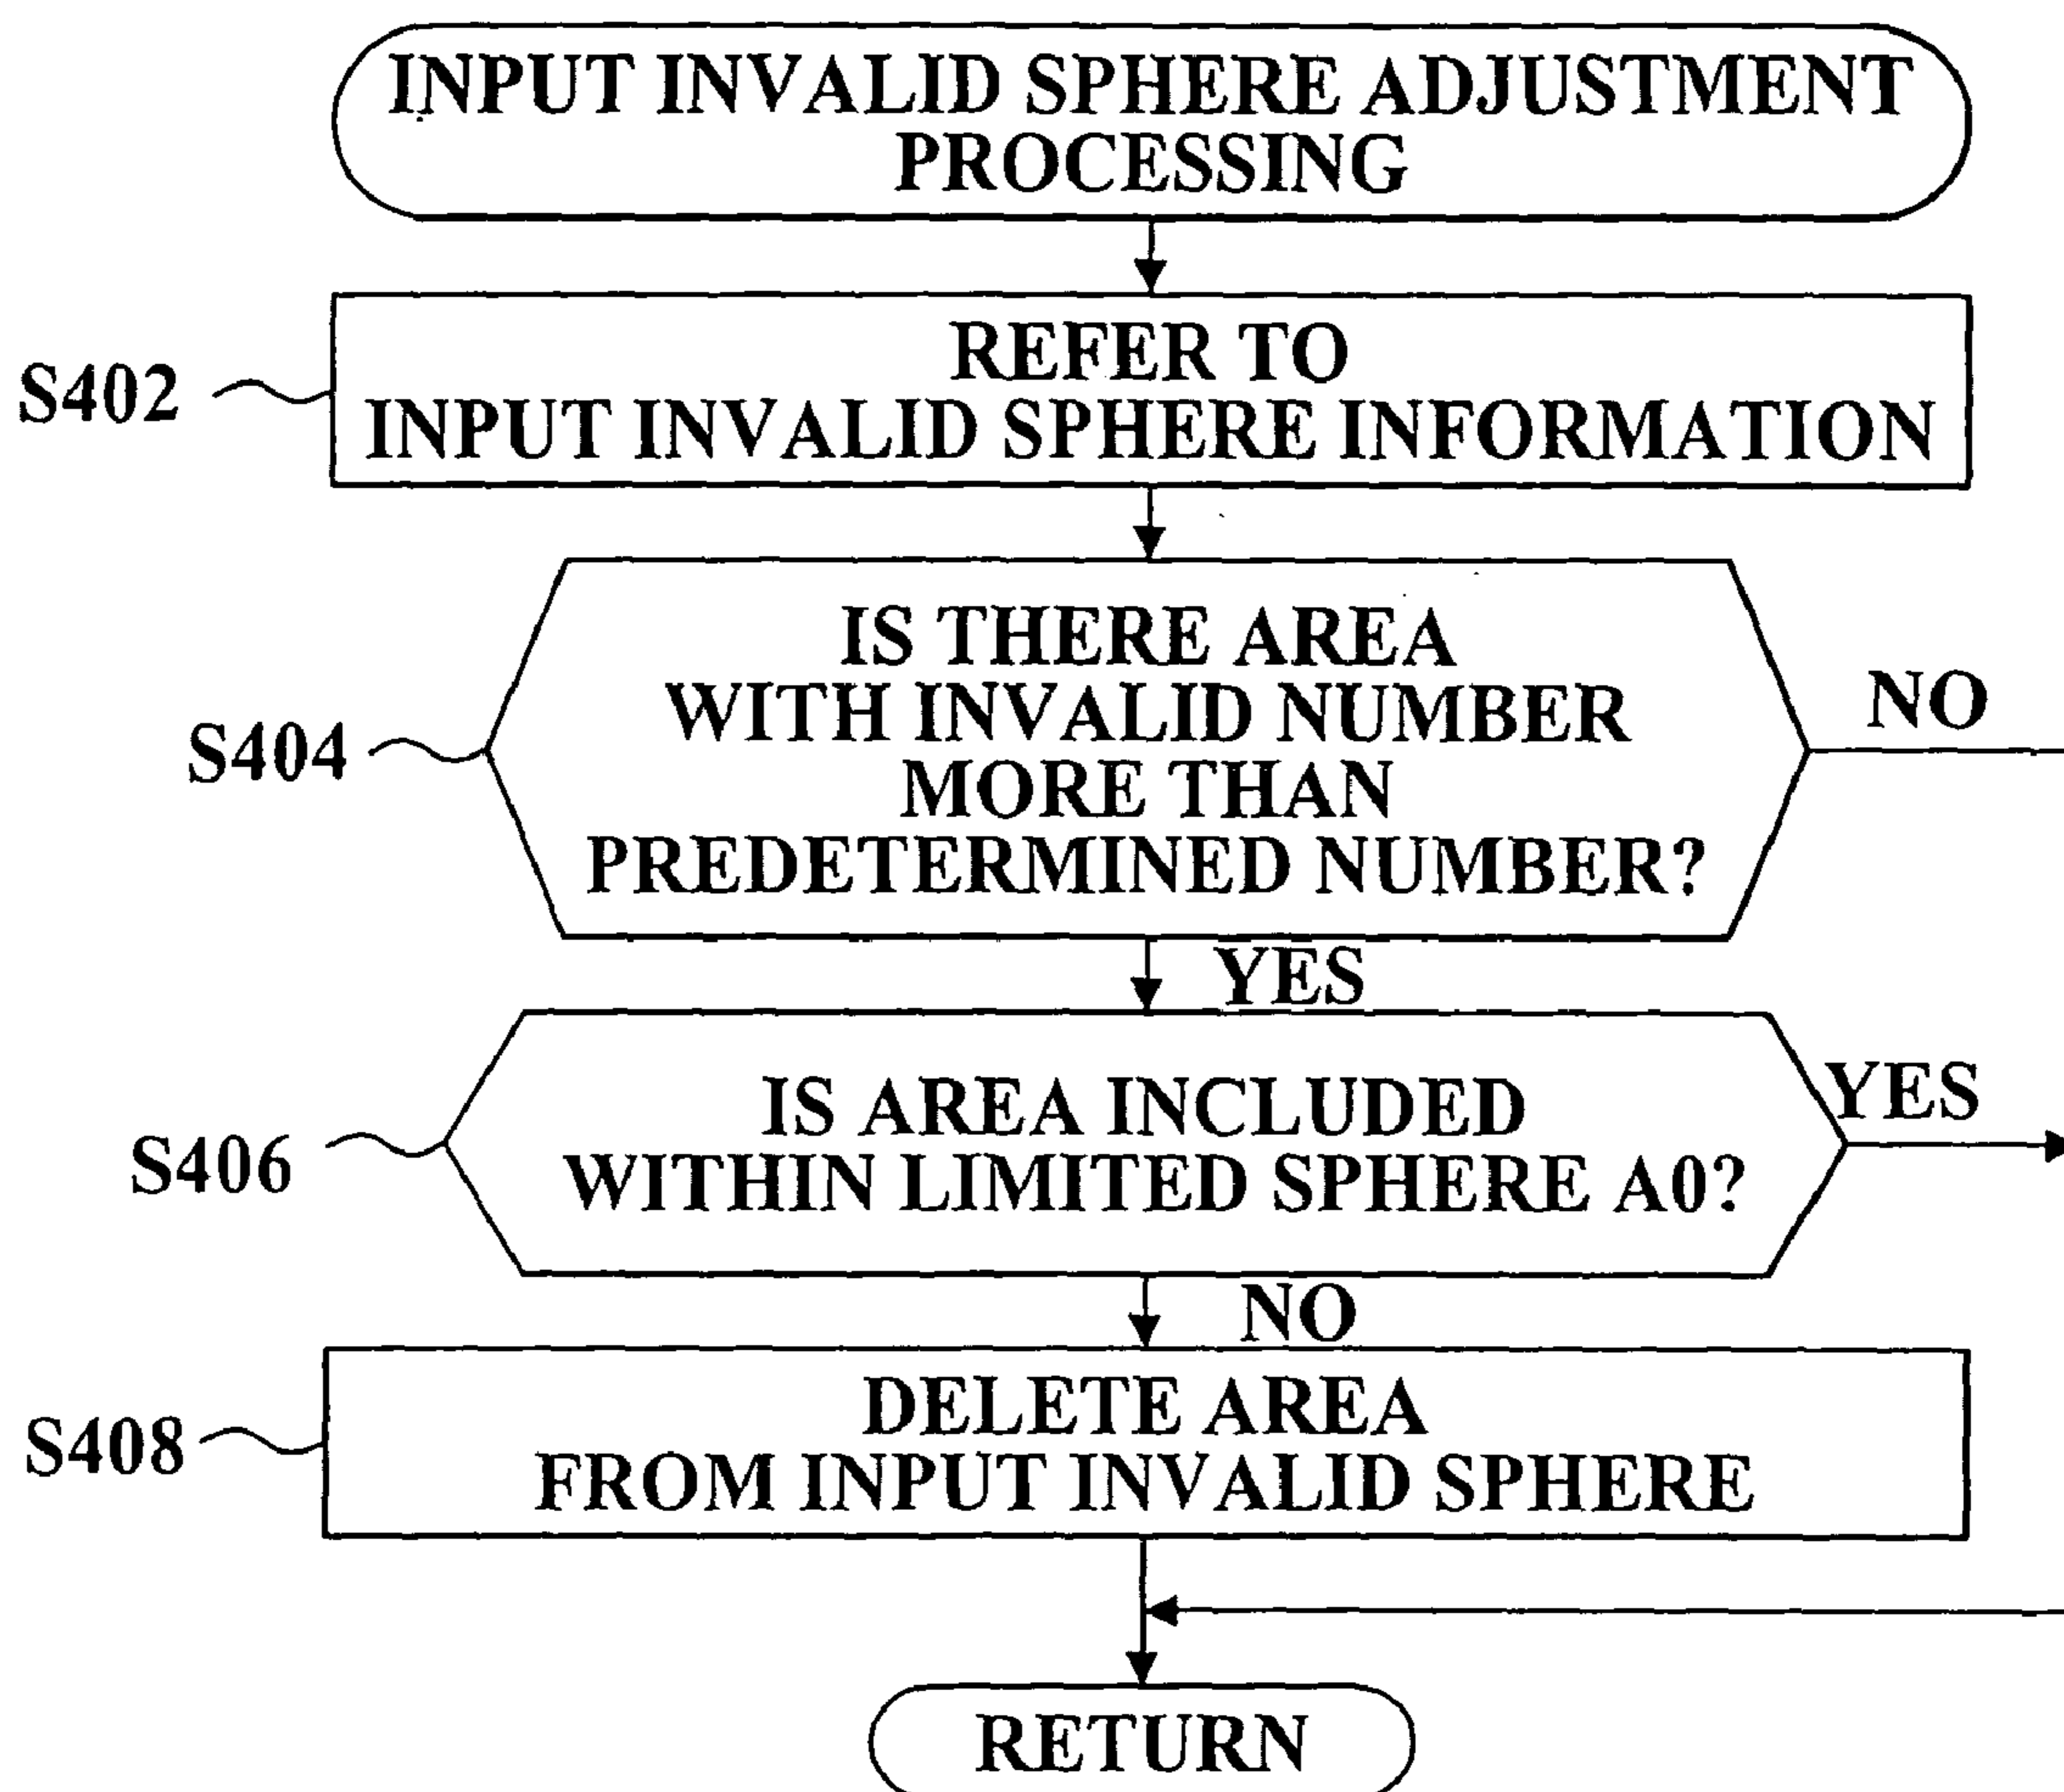 INPUT INVALID SPHERE ADJUSTMENT
PROCESSING
S402
REFER TO
INPUT INVALID SPHERE INFORMATION
S404
IS THERE AREA
WITH INVALID NUMBER
MORE THAN
PREDETERMINED NUMBER?
NO
YES
S406
IS AREA INCLUDED
WITHIN LIMITED SPHERE A0?
YES
NO
S408
DELETE AREA
FROM INPUT INVALID SPHERE
RETURN